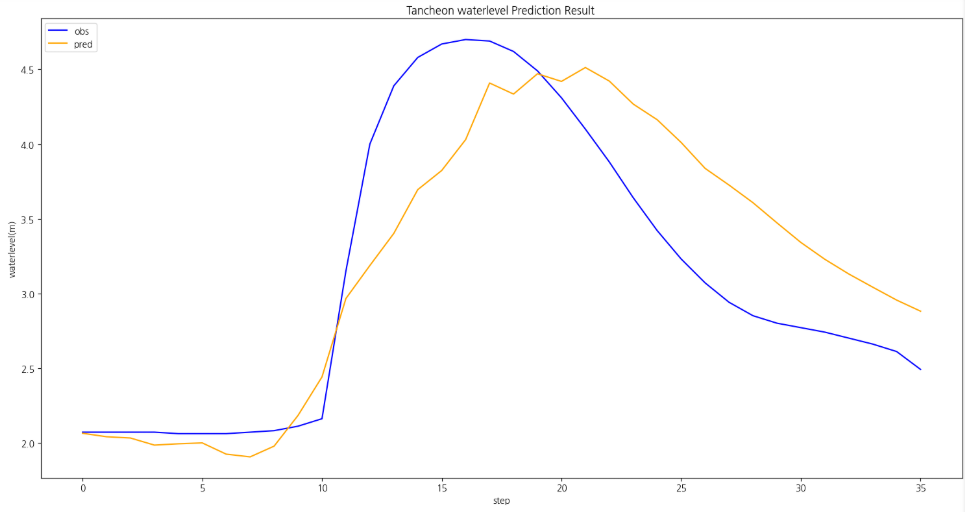 Tancheon waterlevel Prediction Result
obs
pred
4.5
4.0
3.5
3.0
2.5
2.0
waterlevel(m)
0 5 10 15 20 25 30 35
step